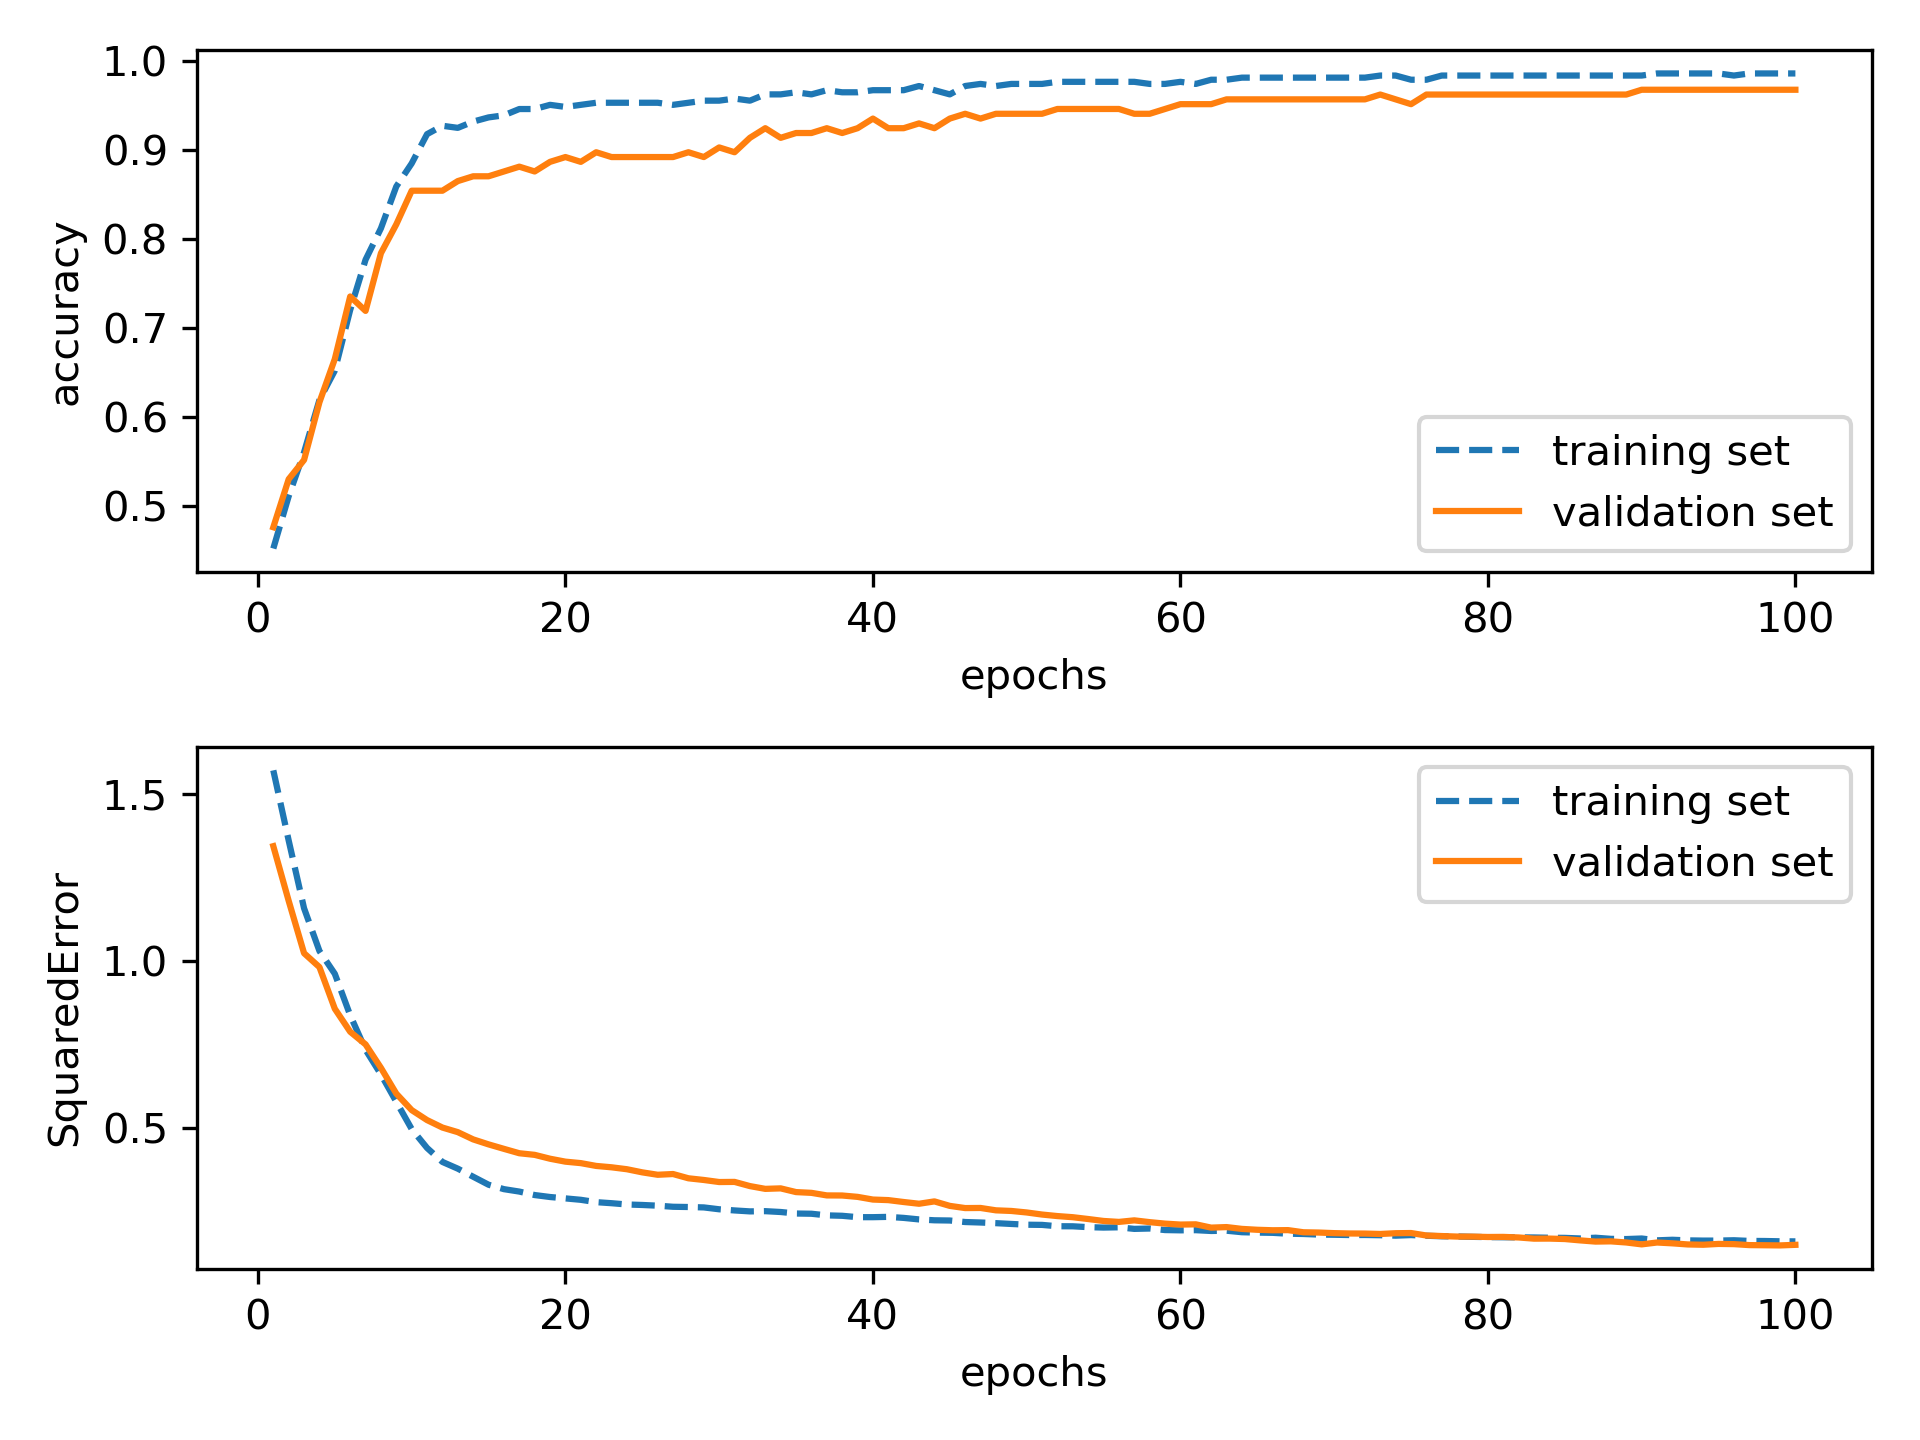 1.0
0.9
0.8
0.7
0.6
0.5
accuracy
training set
validation set
0 20 40 60 80 100
epochs
1.5
1.0
0.5
SquaredError
training set
validation set
0 20 40 60 80 100
epochs